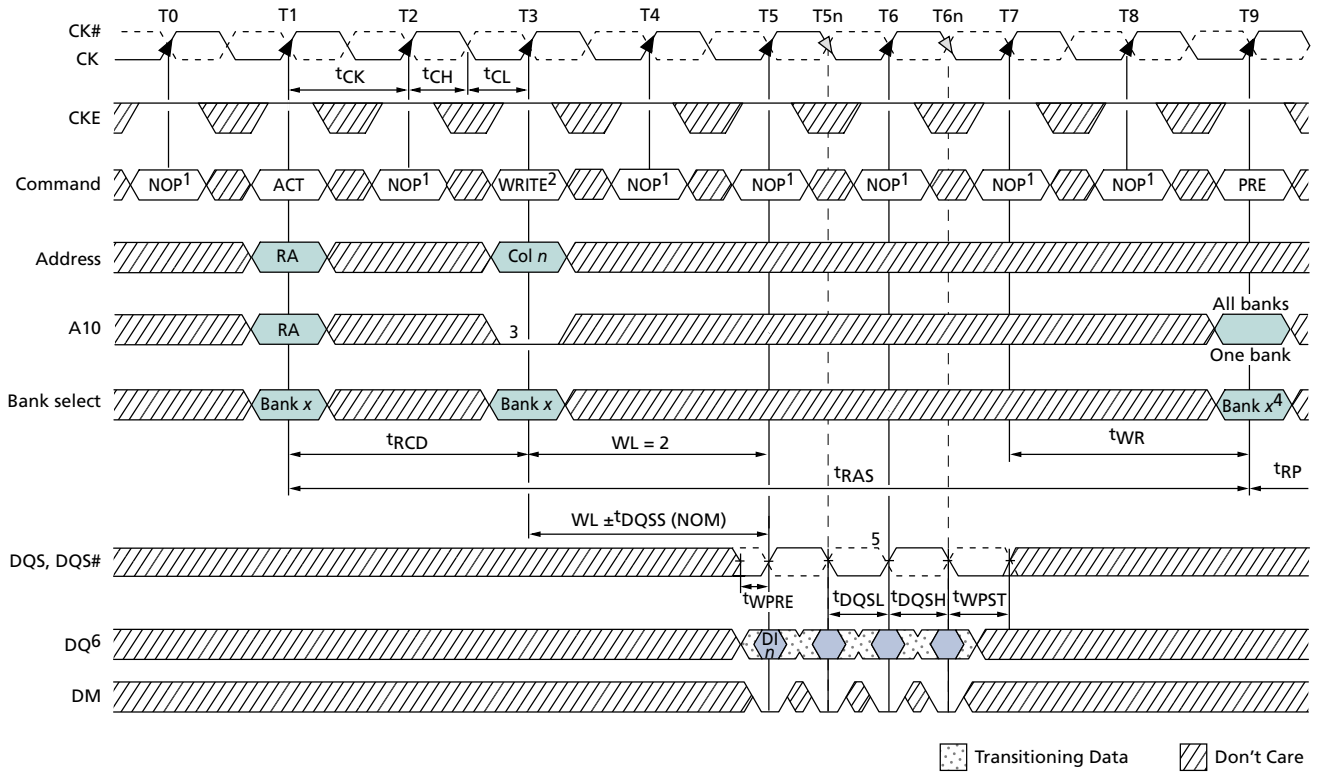 T0 T1 T2 T3 T4 T5 T5n T6 T6n T7 T8 T9
CK#
CK
tCK tCH tCL
CKE
Command NOP1 ACT NOP1 WRITE2 NOP1 NOP1 NOP1 NOP1 NOP1 PRE
Address RA Col n
All banks
A10 RA 3
One bank
Bank select Bank x Bank x Bank x4
tRCD WL = 2 tWR
tRAS tRP
WL ±tDQSS (NOM)
5
DQS, DQS#
tWPRE tDQSL tDQSH tWPST
DQ6 DI
n
DM
Transitioning Data Don't Care